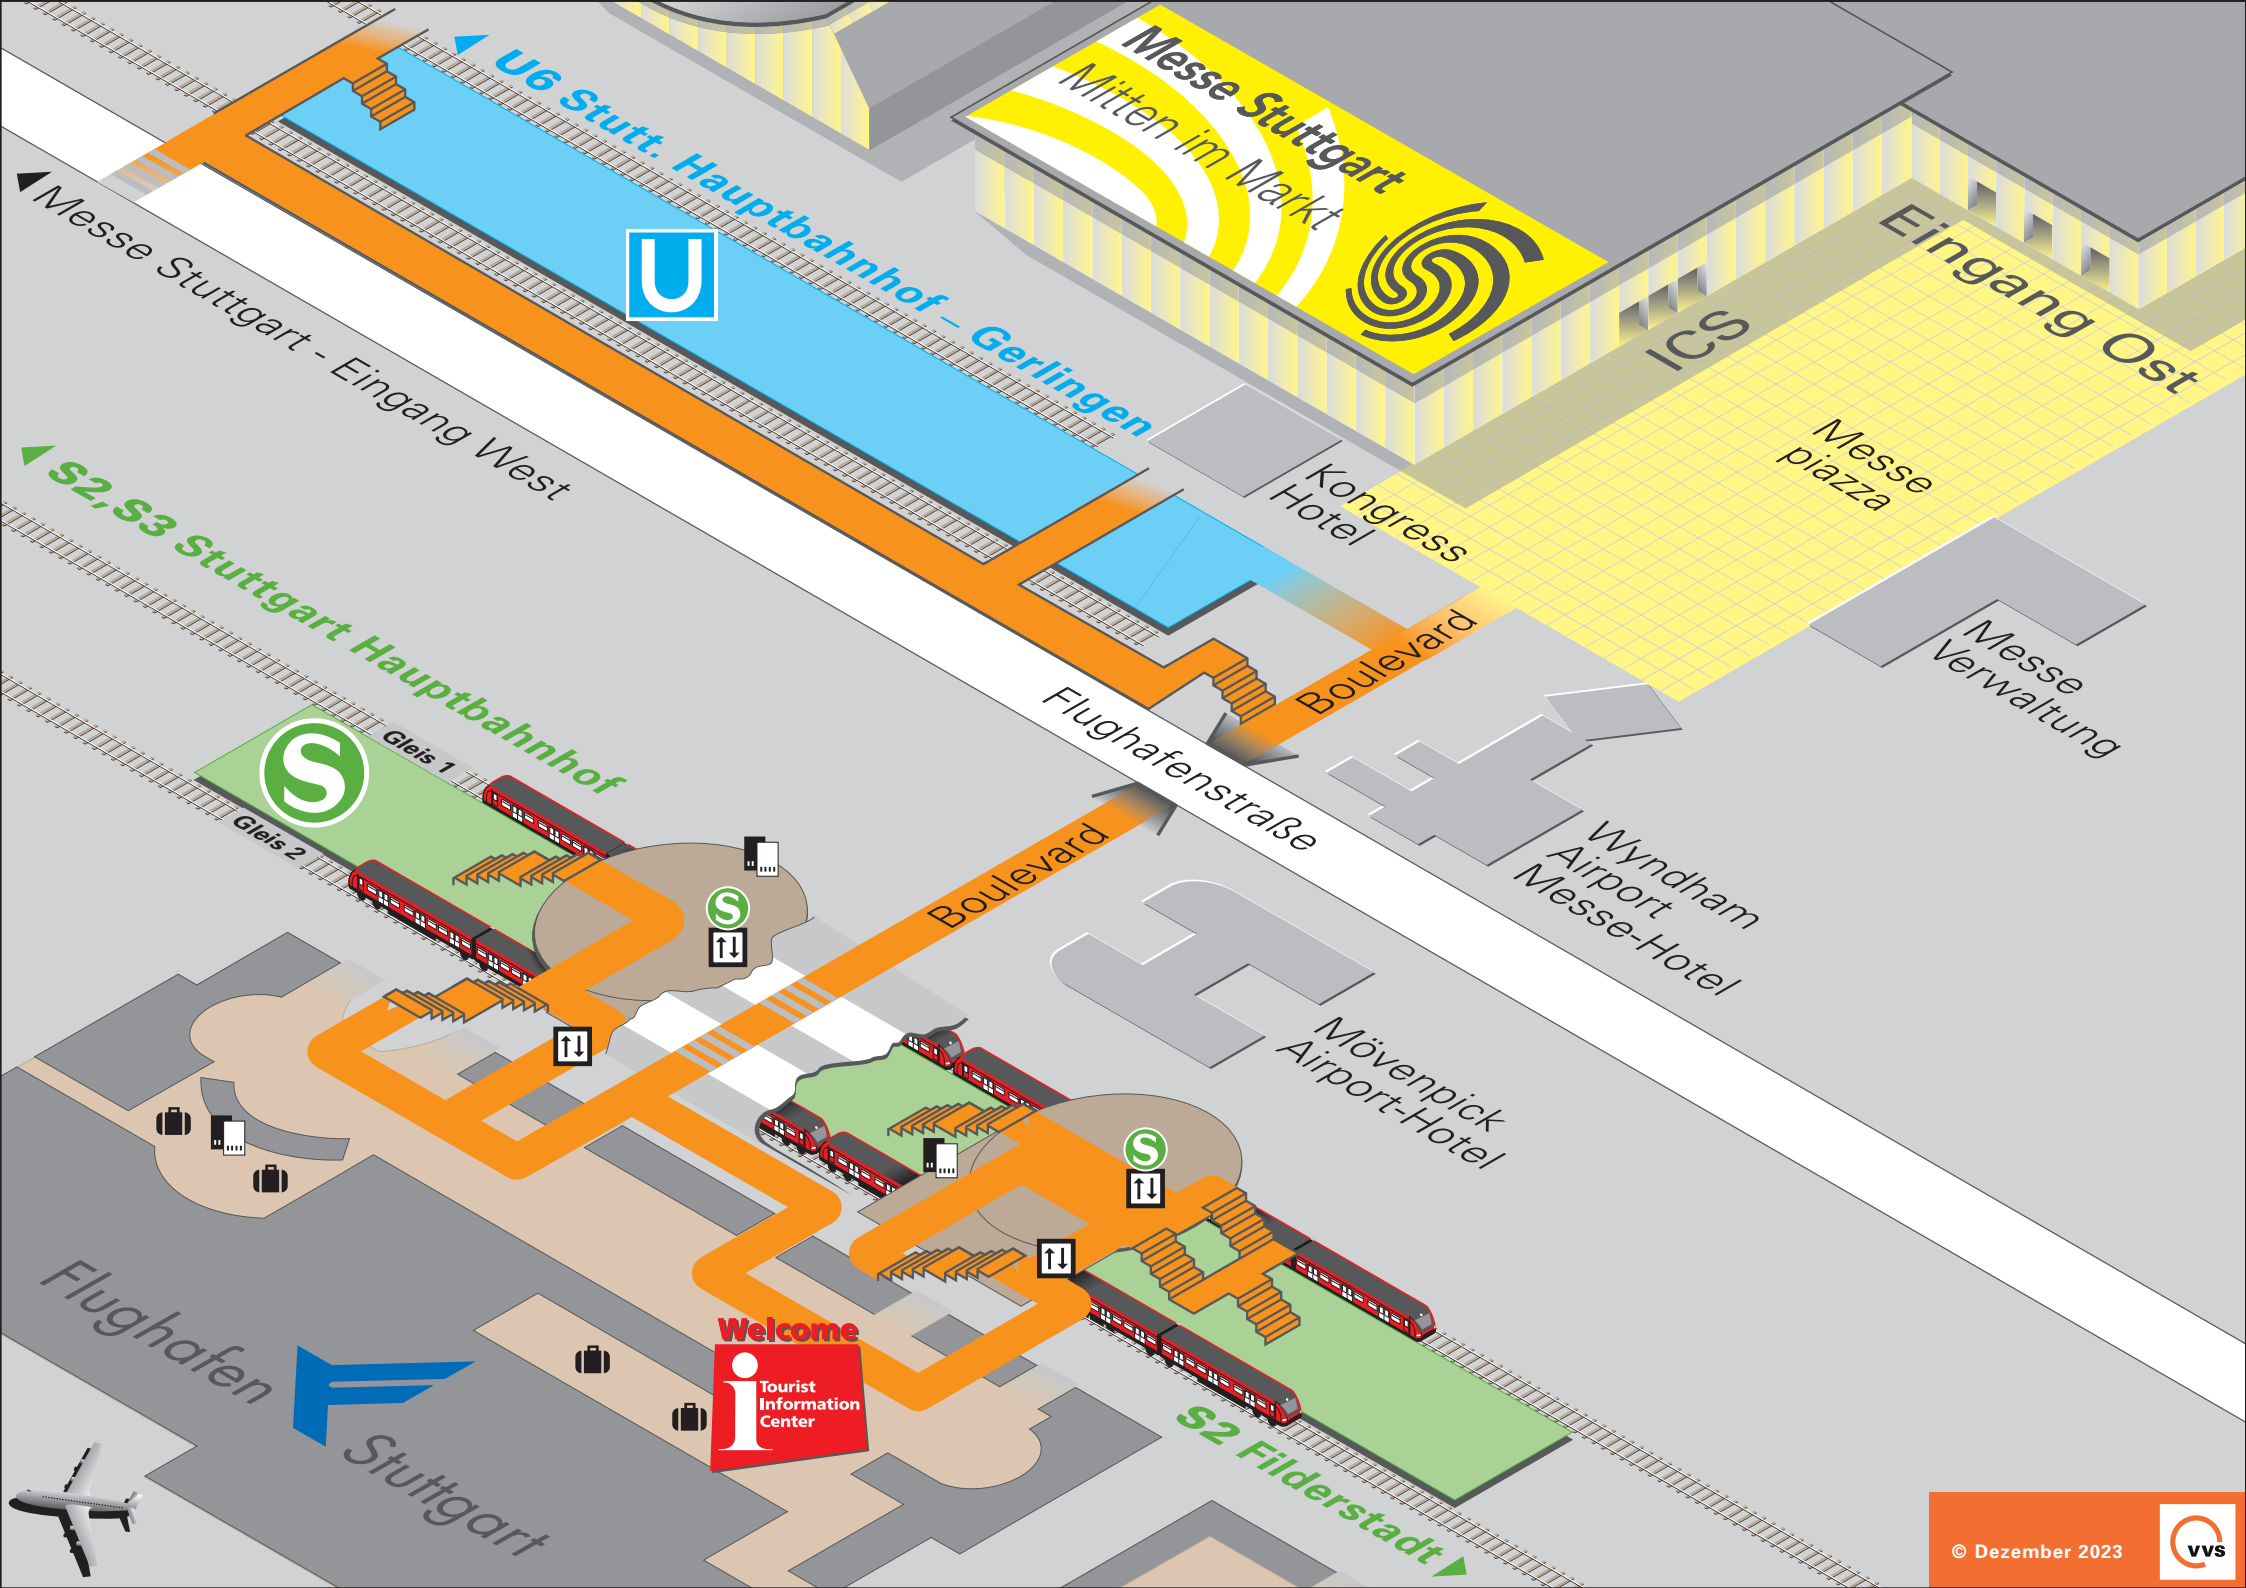 Messe Stuttgart
Mitten im Markt
U6 Stutt. Hauptbahnhof – Gerlingen
U
Messe Stuttgart - Eingang West
Eingang Ost
ICS
Messe
piazza
Kongress
Hotel
Messe
Verwaltung
Boulevard
Flughafenstraße
S2,S3 Stuttgart Hauptbahnhof
Gleis 1
S
Gleis 2
Boulevard
S
Wyndham
Airport
Messe-Hotel
Mövenpick
Airport-Hotel
S
Flughafen
Stuttgart
Welcome
i
Tourist
Information
Center
S2 Filderstadt
© Dezember 2023
VVS